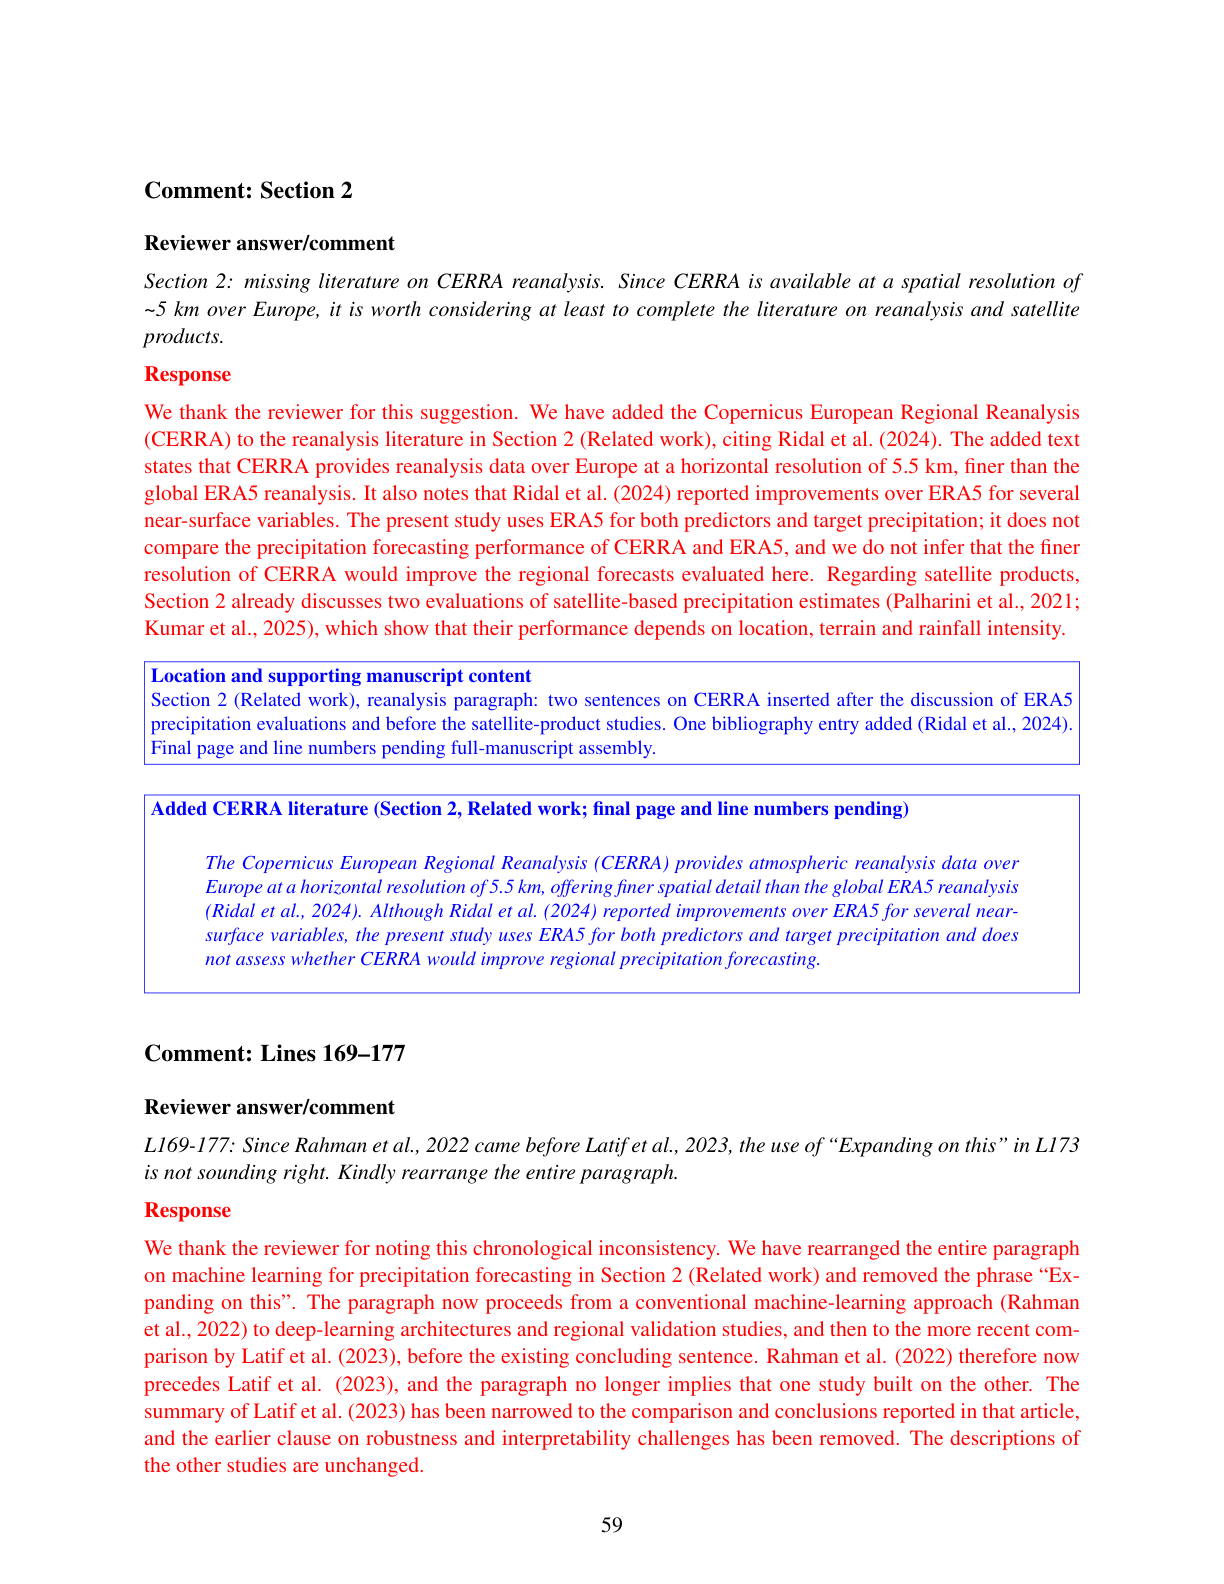 Comment: Section 2
Reviewer answer/comment
Section 2: missing literature on CERRA reanalysis. Since CERRA is available at a spatial resolution of
~5 km over Europe, it is worth considering at least to complete the literature on reanalysis and satellite
products.
Response
We thank the reviewer for this suggestion. We have added the Copernicus European Regional Reanalysis
(CERRA) to the reanalysis literature in Section 2 (Related work), citing Ridal et al. (2024). The added text
states that CERRA provides reanalysis data over Europe at a horizontal resolution of 5.5 km, finer than the
global ERA5 reanalysis. It also notes that Ridal et al. (2024) reported improvements over ERA5 for several
near-surface variables. The present study uses ERA5 for both predictors and target precipitation; it does not
compare the precipitation forecasting performance of CERRA and ERA5, and we do not infer that the finer
resolution of CERRA would improve the regional forecasts evaluated here. Regarding satellite products,
Section 2 already discusses two evaluations of satellite-based precipitation estimates (Palharini et al., 2021;
Kumar et al., 2025), which show that their performance depends on location, terrain and rainfall intensity.
Location and supporting manuscript content
Section 2 (Related work), reanalysis paragraph: two sentences on CERRA inserted after the discussion of ERA5
precipitation evaluations and before the satellite-product studies. One bibliography entry added (Ridal et al., 2024).
Final page and line numbers pending full-manuscript assembly.
Added CERRA literature (Section 2, Related work; final page and line numbers pending)
The Copernicus European Regional Reanalysis (CERRA) provides atmospheric reanalysis data over
Europe at a horizontal resolution of 5.5 km, offering finer spatial detail than the global ERA5 reanalysis
(Ridal et al., 2024). Although Ridal et al. (2024) reported improvements over ERA5 for several near-
surface variables, the present study uses ERA5 for both predictors and target precipitation and does
not assess whether CERRA would improve regional precipitation forecasting.
Comment: Lines 169–177
Reviewer answer/comment
L169-177: Since Rahman et al., 2022 came before Latif et al., 2023, the use of “Expanding on this” in L173
is not sounding right. Kindly rearrange the entire paragraph.
Response
We thank the reviewer for noting this chronological inconsistency. We have rearranged the entire paragraph
on machine learning for precipitation forecasting in Section 2 (Related work) and removed the phrase “Ex-
panding on this”. The paragraph now proceeds from a conventional machine-learning approach (Rahman
et al., 2022) to deep-learning architectures and regional validation studies, and then to the more recent com-
parison by Latif et al. (2023), before the existing concluding sentence. Rahman et al. (2022) therefore now
precedes Latif et al. (2023), and the paragraph no longer implies that one study built on the other. The
summary of Latif et al. (2023) has been narrowed to the comparison and conclusions reported in that article,
and the earlier clause on robustness and interpretability challenges has been removed. The descriptions of
the other studies are unchanged.
59